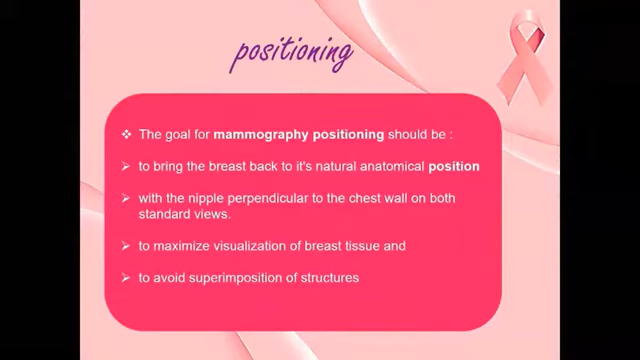 positioning
❖ The goal for mammography positioning should be :
➢ to bring the breast back to it's natural anatomical position
➢ with the nipple perpendicular to the chest wall on both
standard views.
➢ to maximize visualization of breast tissue and
➢ to avoid superimposition of structures